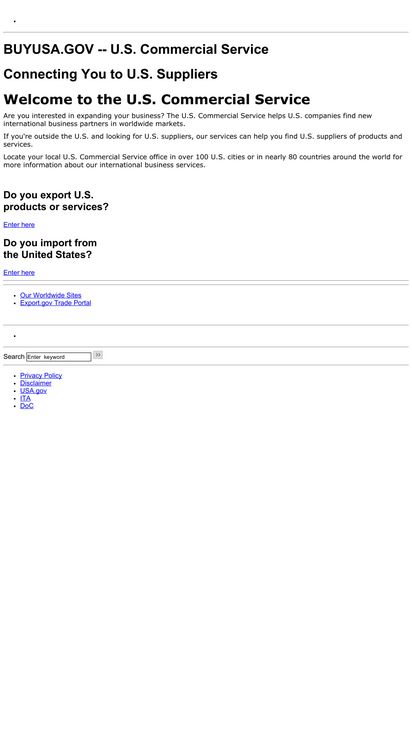 BUYUSA.GOV -- U.S. Commercial Service
Connecting You to U.S. Suppliers
Welcome to the U.S. Commercial Service
Are you interested in expanding your business? The U.S. Commercial Service helps U.S. companies find new
international business partners in worldwide markets.
If you're outside the U.S. and looking for U.S. suppliers, our services can help you find U.S. suppliers of products and
services.
Locate your local U.S. Commercial Service office in over 100 U.S. cities or in nearly 80 countries around the world for
more information about our international business services.
Do you export U.S.
products or services?
Enter here
Do you import from
the United States?
Enter here
Our Worldwide Sites
Export.gov Trade Portal
Search Enter keyword >>
Privacy Policy
Disclaimer
USA.gov
ITA
DoC